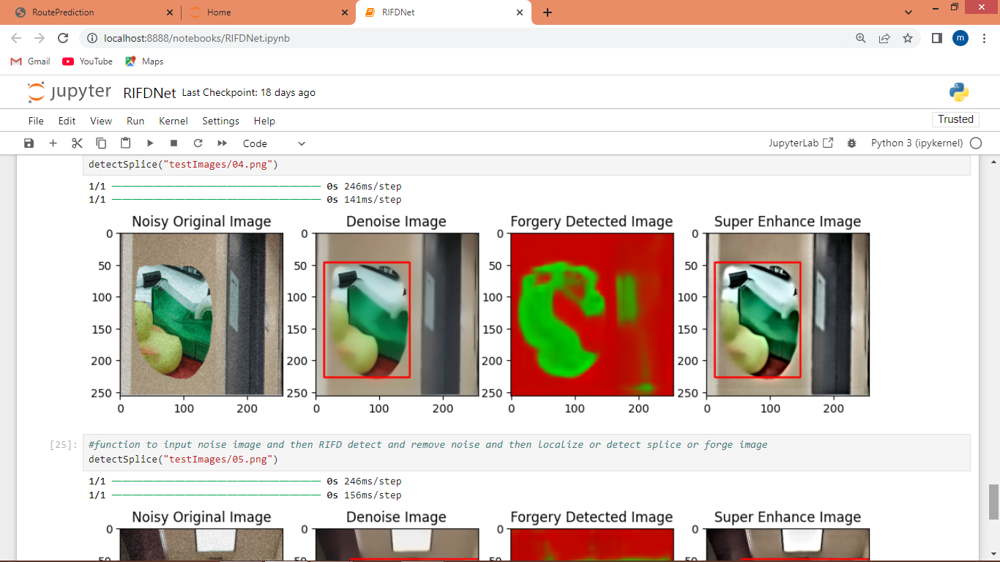 RoutePrediction
Home
RIFDNet
localhost:8888/notebooks/RIFDNet.ipynb
m
Gmail
YouTube
Maps
jupyter RIFDNet Last Checkpoint: 18 days ago
File Edit View Run Kernel Settings Help
Trusted
Code
JupyterLab
Python 3 (ipykernel)
detectSplice("testImages/04.png")
1/1 0s 246ms/step
1/1 0s 141ms/step
Noisy Original Image Denoise Image Forgery Detected Image Super Enhance Image
0 0 0 0
50 50 50 50
100 100 100 100
150 150 150 150
200 200 200 200
250 250 250 250
0 100 200 0 100 200 0 100 200 0 100 200
[25]:
#function to input noise image and then RIFD detect and remove noise and then localize or detect splice or forge image
detectSplice("testImages/05.png")
1/1 0s 246ms/step
1/1 0s 156ms/step
Noisy Original Image Denoise Image Forgery Detected Image Super Enhance Image
0 0 0 0
50 50 50 50